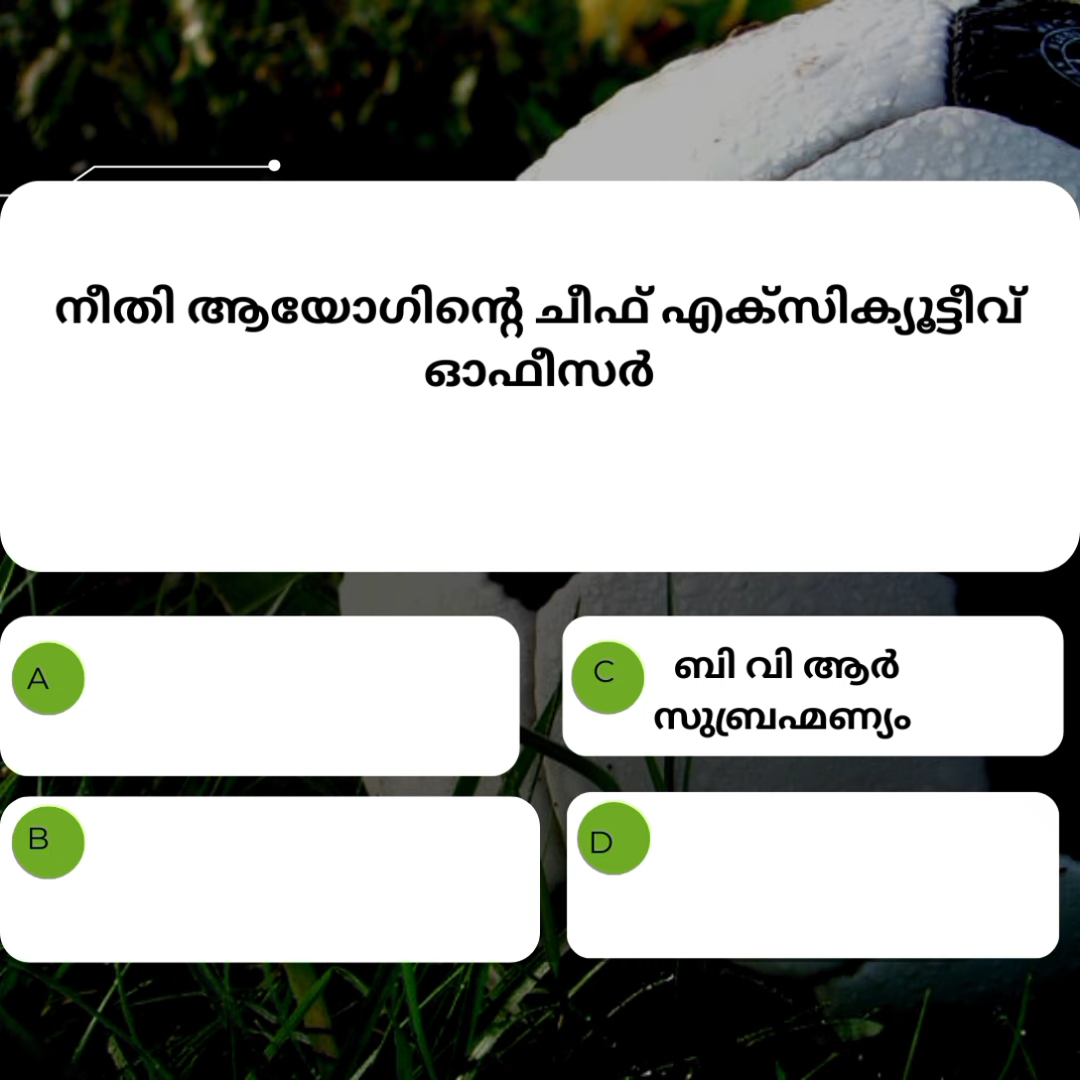 നീതി ആയോഗിന്റെ ചീഫ് എക്സിക്യൂട്ടീവ്
ഓഫീസർ
A
C
ബി വി ആർ
സുബ്രഹ്മണ്യം
B
D